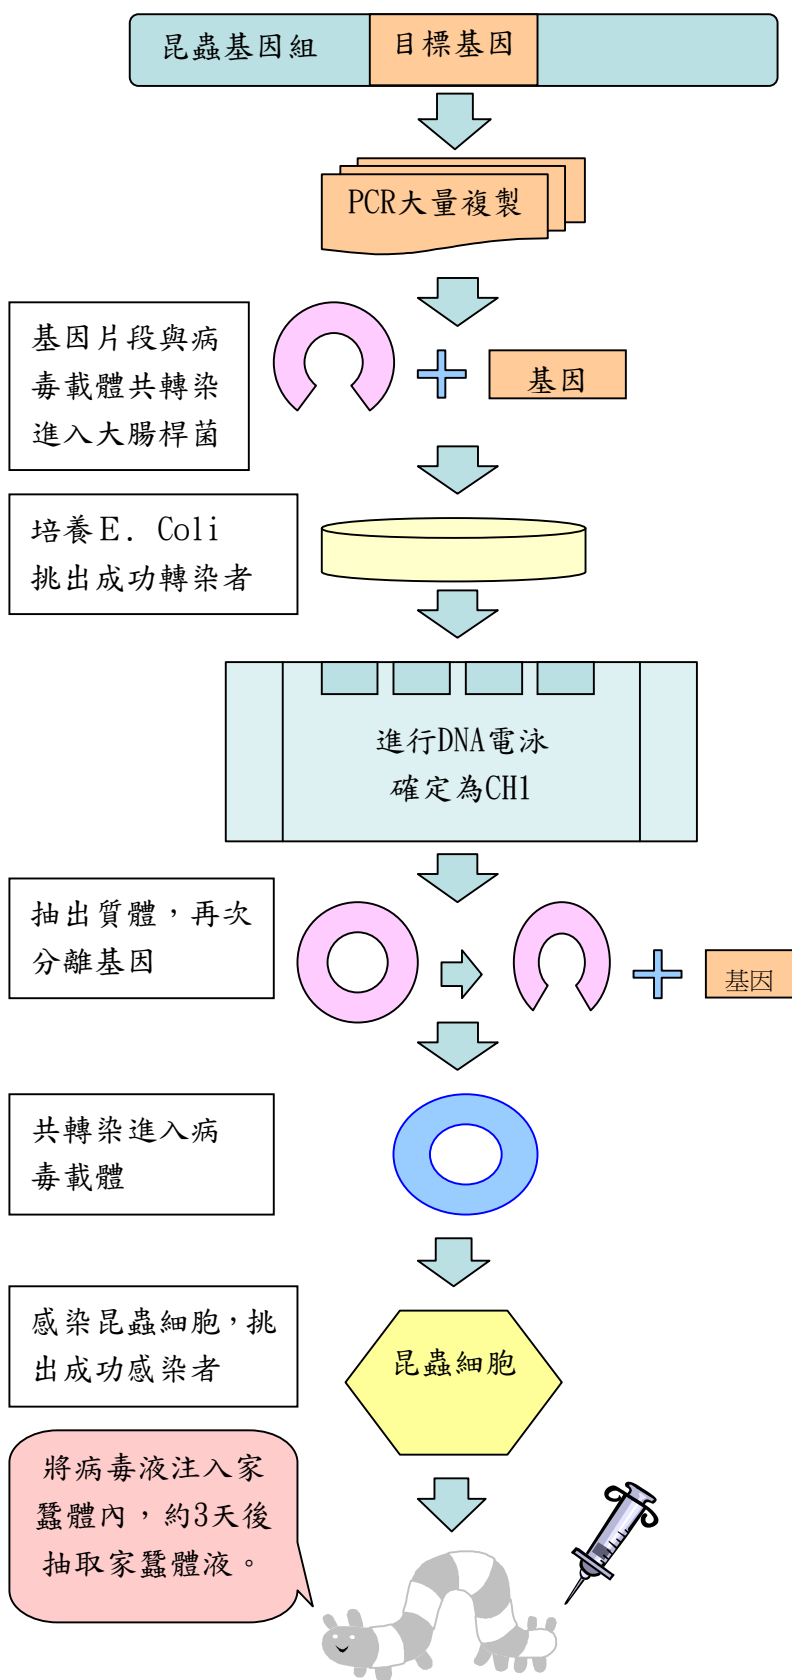 昆蟲基因組
目標基因
PCR大量複製
基因片段與病
毒載體共轉染
進入大腸桿菌
基因
培養E. Coli
挑出成功轉染者
進行DNA電泳
確定為CH1
抽出質體，再次
分離基因
基因
共轉染進入病
毒載體
感染昆蟲細胞，挑
出成功感染者
昆蟲細胞
將病毒液注入家
蠶體內，約3天後
抽取家蠶體液。